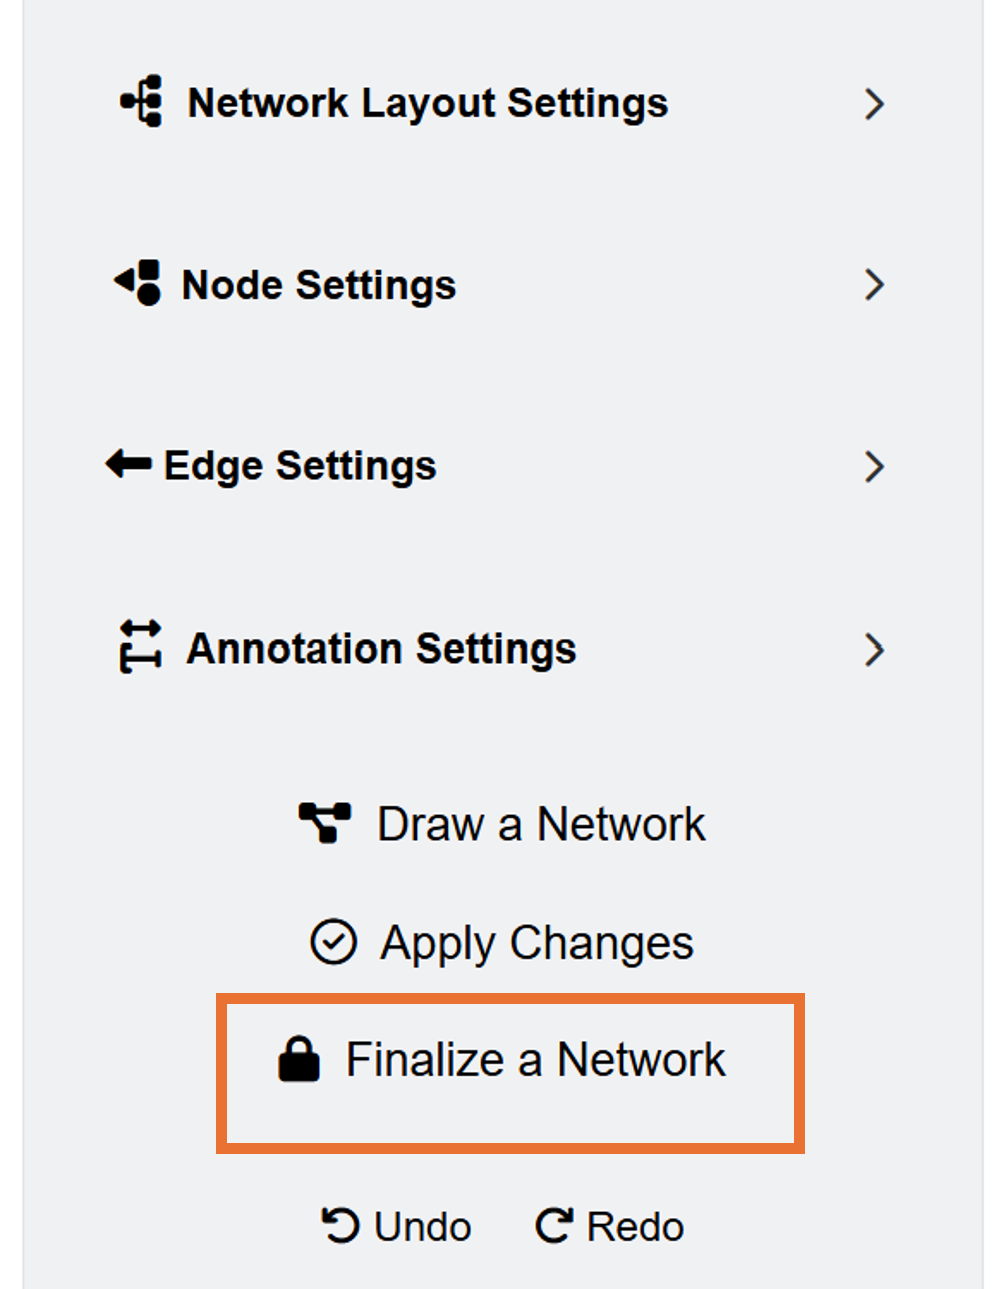 Network Layout Settings
Node Settings
Edge Settings
Annotation Settings
Draw a Network
Apply Changes
Finalize a Network
Undo Redo